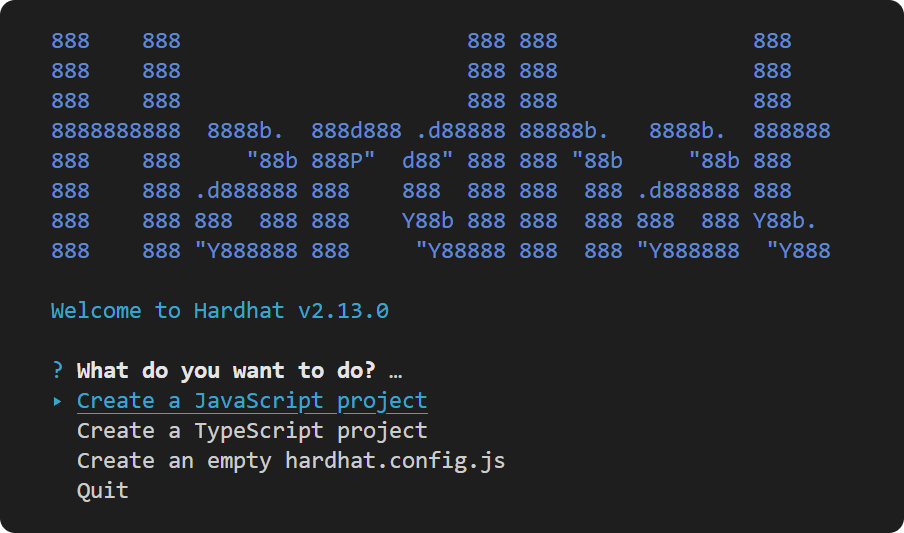 888    888                      888 888               888
888    888                      888 888               888
888    888                      888 888               888
8888888888  8888b.  888d888 .d88888 88888b.   8888b.  888888
888    888     "88b 888P"  d88" 888 888 "88b     "88b 888
888    888 .d888888 888    888  888 888  888 .d888888 888
888    888 888  888 888    Y88b 888 888  888 888  888 Y88b.
888    888 "Y888888 888     "Y88888 888  888 "Y888888  "Y888
Welcome to Hardhat v2.13.0
? What do you want to do? …
▸ Create a JavaScript project
Create a TypeScript project
Create an empty hardhat.config.js
Quit